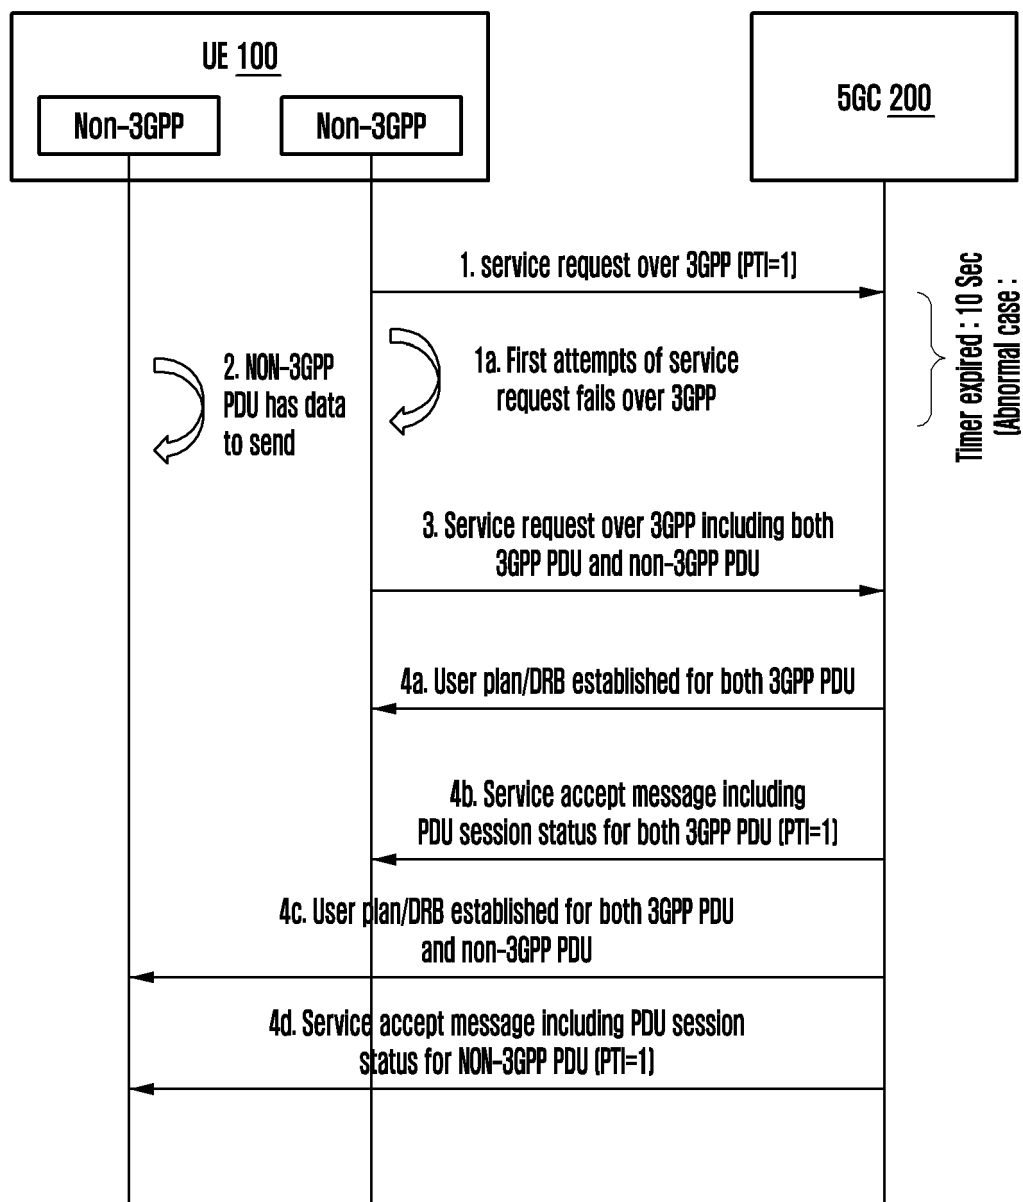 UE 100
5GC 200
Non-3GPP
Non-3GPP
1. service request over 3GPP (PTI=1)
Timer expired : 10 Sec
(Abnormal case :
1a. First attempts of service
request fails over 3GPP
2. NON-3GPP
PDU has data
to send
3. Service request over 3GPP including both
3GPP PDU and non-3GPP PDU
4a. User plan/DRB established for both 3GPP PDU
4b. Service accept message including
PDU session status for both 3GPP PDU (PTI=1)
4c. User plan/DRB established for both 3GPP PDU
and non-3GPP PDU
4d. Service accept message including PDU session
status for NON-3GPP PDU (PTI=1)